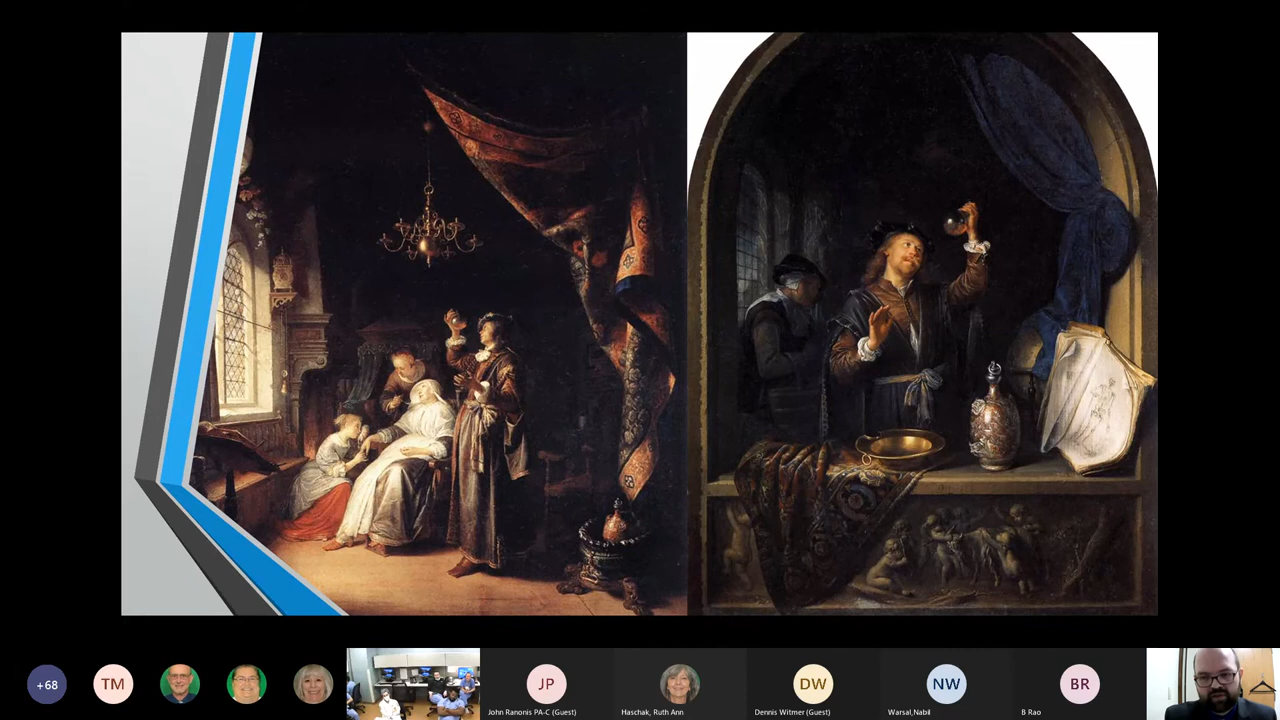 +68
TM
JP
John Ranonis PA-C (Guest)
Haschak, Ruth Ann
DW
Dennis Witmer (Guest)
NW
Warsal,Nabil
BR
B Rao